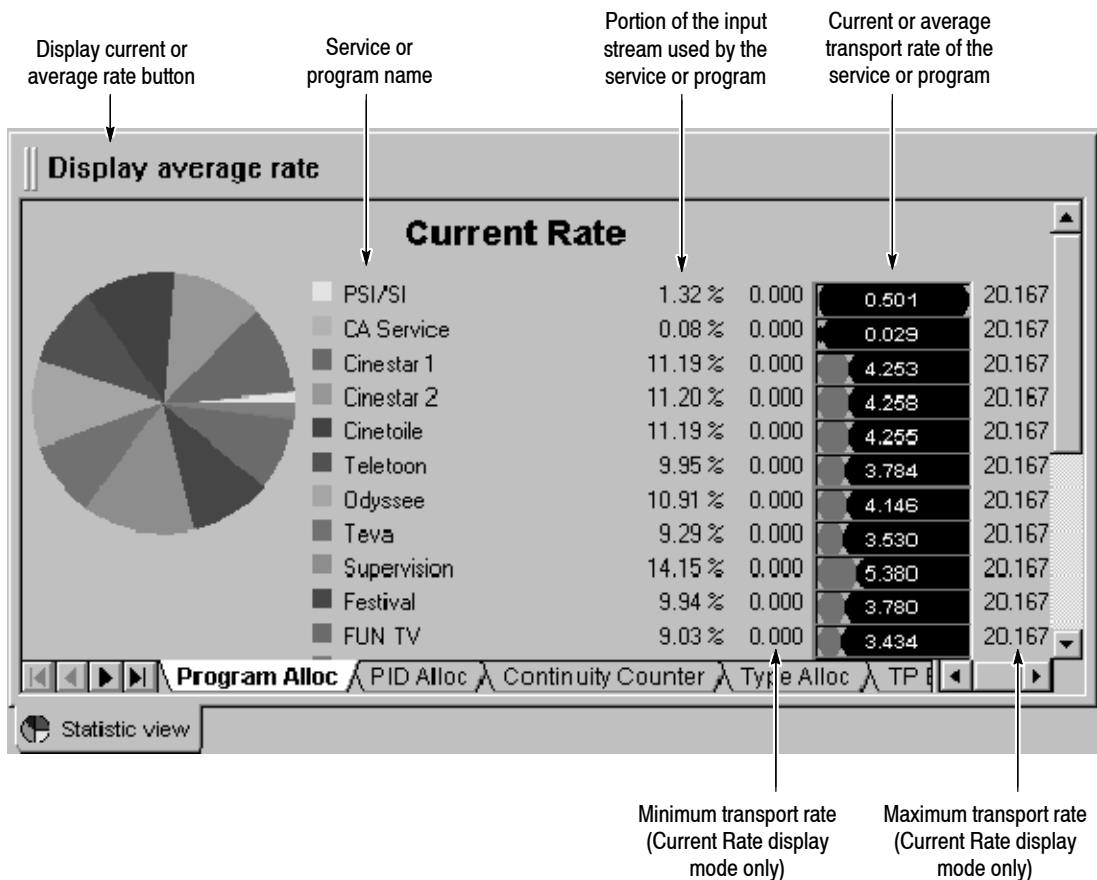 Display current or
average rate button
Service or
program name
Portion of the input
stream used by the
service or program
Current or average
transport rate of the
service or program
Display average rate
Current Rate
PSI/SI 1.32 % 0.000 0.501 20.167
CA Service 0.08 % 0.000 0.029 20.167
Cinestar 1 11.19 % 0.000 4.253 20.167
Cinestar 2 11.20 % 0.000 4.258 20.167
Cinetoile 11.19 % 0.000 4.255 20.167
Teletoon 9.95 % 0.000 3.784 20.167
Odyssee 10.91 % 0.000 4.146 20.167
Teva 9.29 % 0.000 3.530 20.167
Supervision 14.15 % 0.000 5.380 20.167
Festival 9.94 % 0.000 3.780 20.167
FUN TV 9.03 % 0.000 3.434 20.167
Program Alloc PID Alloc Continuity Counter Type Alloc TP
Statistic view
Minimum transport rate
(Current Rate display
mode only)
Maximum transport rate
(Current Rate display
mode only)